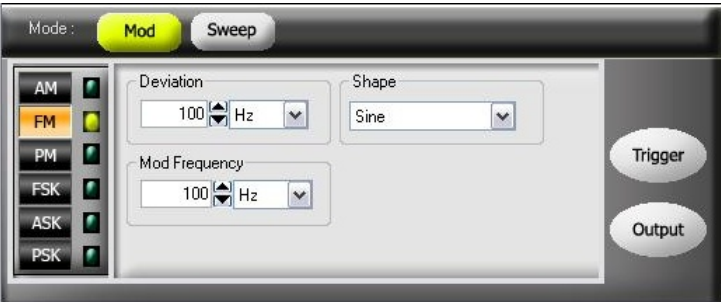 Mode : Mod Sweep
AM
FM
PM
FSK
ASK
PSK
Deviation
100 Hz
Shape
Sine
Mod Frequency
100 Hz
Trigger
Output